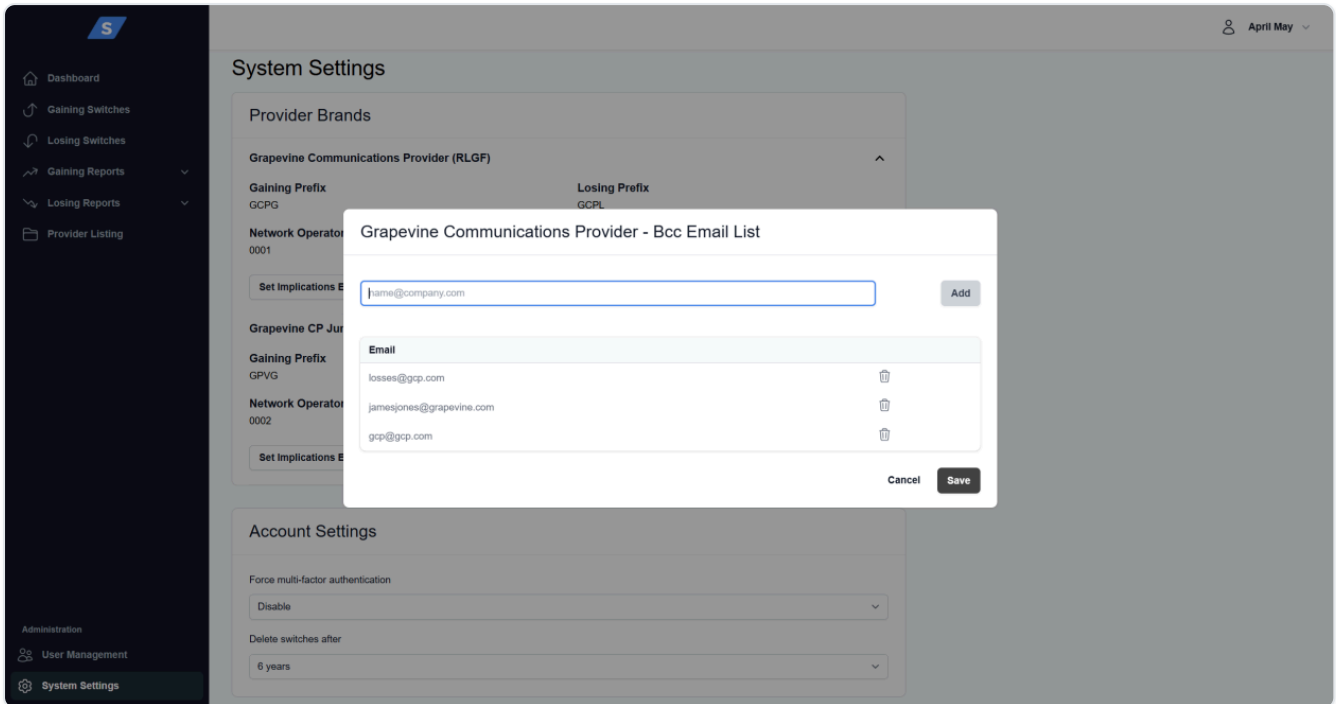 S
April May
Dashboard
Gaining Switches
Losing Switches
Gaining Reports
Losing Reports
Provider Listing
System Settings
Provider Brands
Grapevine Communications Provider (RLGF)
Gaining Prefix
GCPG
Losing Prefix
GCPL
Network Operator
0001
Set Implications E
Grapevine CP Jun
Gaining Prefix
GPVG
Network Operator
0002
Set Implications E
Grapevine Communications Provider - Bcc Email List
name@company.com
Add
Email
losses@gcp.com
jamesjones@grapevine.com
gcp@gcp.com
Cancel
Save
Account Settings
Force multi-factor authentication
Disable
Delete switches after
6 years
Administration
User Management
System Settings